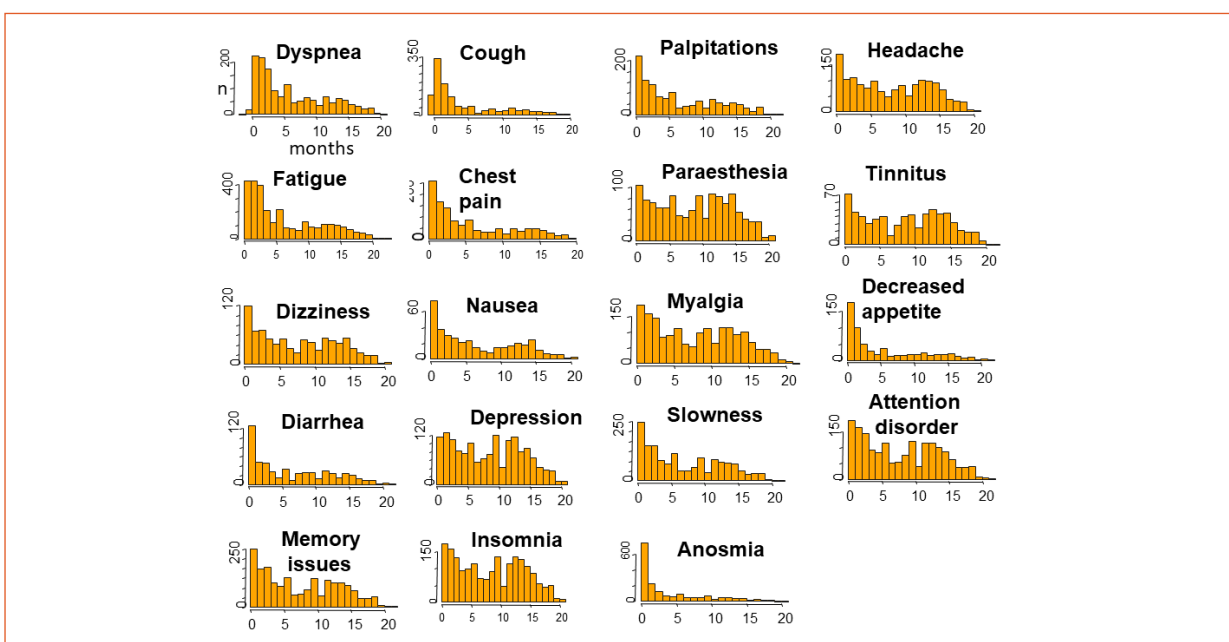 Dyspnea
200
n
0
0 5 10 15 20
months
Cough
350
0
0 5 10 15 20
Palpitations
200
0
0 5 10 15 20
Headache
150
0
0 5 10 15 20
Fatigue
400
0
0 5 10 15 20
Chest
pain
0
0 5 10 15 20
Paraesthesia
100
0
0 5 10 15 20
Tinnitus
70
0
0 5 10 15 20
Dizziness
120
0
0 5 10 15 20
Nausea
60
0
0 5 10 15 20
Myalgia
150
0
0 5 10 15 20
Decreased
appetite
150
0
0 5 10 15 20
Diarrhea
120
0
0 5 10 15 20
Depression
120
0
0 5 10 15 20
Slowness
250
0
0 5 10 15 20
Attention
disorder
150
0
0 5 10 15 20
Memory
issues
250
0
0 5 10 15 20
Insomnia
150
0
0 5 10 15 20
Anosmia
600
0
0 5 10 15 20